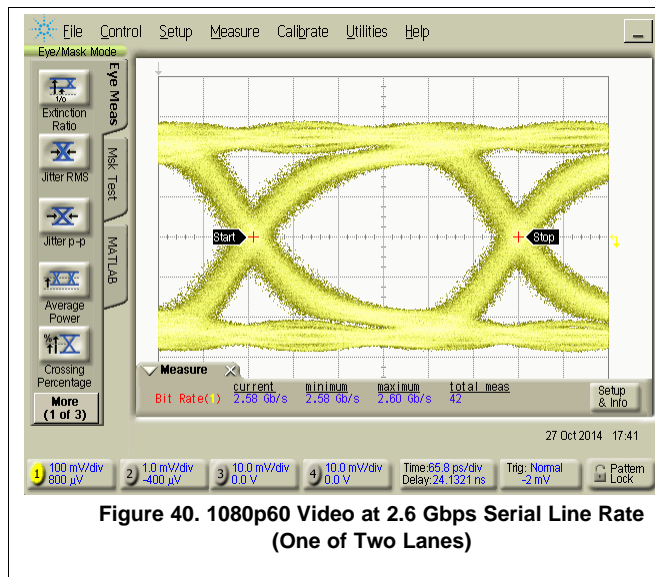 File Control Setup Measure Calibrate Utilities Help
Eye/Mask Mode
Eye Meas
Msk Test
MATLAB
1/0
Extinction
Ratio
Jitter RMS
Jitter p-p
Average
Power
%
Crossing
Percentage
More
(1 of 3)
Start
Stop
1
Measure
current minimum maximum total meas
Bit Rate(1) 2.58 Gb/s 2.58 Gb/s 2.60 Gb/s 42
Setup
& Info
27 Oct 2014 17:41
1 100 mV/div
800 µV
2 1.0 mV/div
-400 µV
3 10.0 mV/div
0.0 V
4 10.0 mV/div
0.0 V
Time:65.8 ps/div
Delay:24.1321 ns
Trig: Normal
-2 mV
Pattern
Lock
Figure 40. 1080p60 Video at 2.6 Gbps Serial Line Rate
(One of Two Lanes)